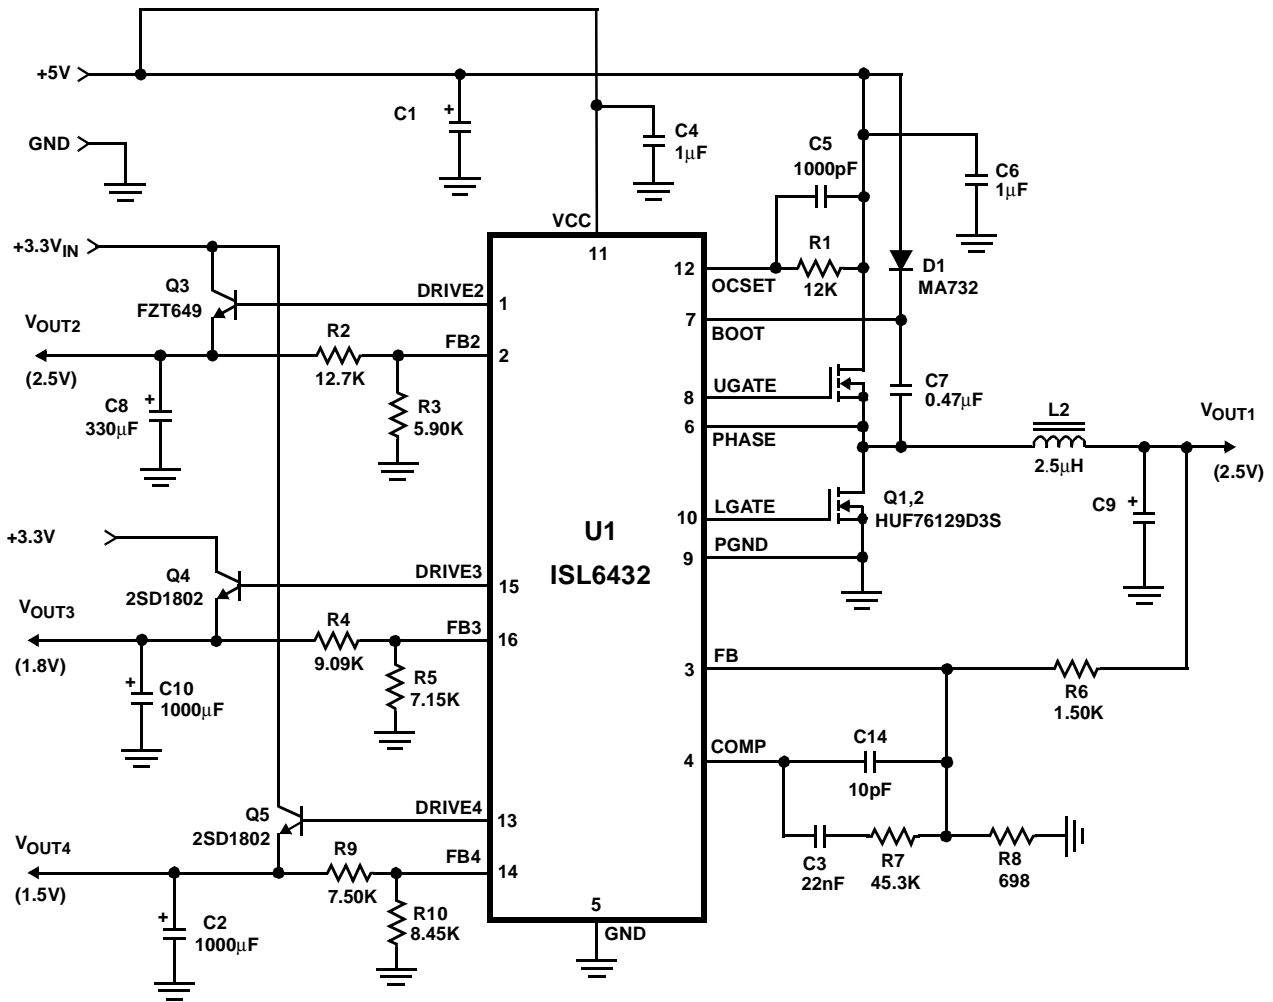 +5V
GND
C1
+
C4
1µF
C5
1000pF
C6
1µF
VCC
11
+3.3VIN
Q3
FZT649
DRIVE2
1
VOUT2
(2.5V)
R2
12.7K
FB2
2
C8
330µF
+
R3
5.90K
R1
12K
12
OCSET
D1
MA732
7
BOOT
8
UGATE
C7
0.47µF
6
PHASE
L2
2.5µH
VOUT1
(2.5V)
10
LGATE
Q1,2
HUF76129D3S
C9
+
9
PGND
U1
ISL6432
+3.3V
Q4
2SD1802
DRIVE3
15
VOUT3
(1.8V)
R4
9.09K
FB3
16
C10
1000µF
+
R5
7.15K
3
FB
R6
1.50K
4
COMP
C14
10pF
C3
22nF
R7
45.3K
R8
698
Q5
2SD1802
DRIVE4
13
VOUT4
(1.5V)
R9
7.50K
FB4
14
C2
1000µF
+
R10
8.45K
5
GND